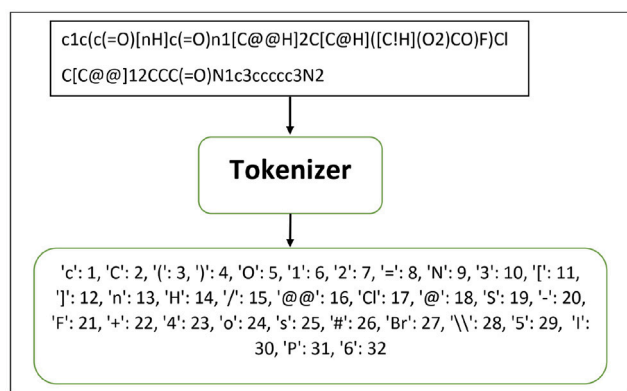 c1c(c(=O)[nH]c(=O)n1[C@@H]2C[C@H]([C!H](O2)CO)F)Cl
C[C@@]12CCC(=O)N1c3ccccc3N2
Tokenizer
'c': 1, 'C': 2, '(': 3, ')': 4, 'O': 5, '1': 6, '2': 7, '=': 8, 'N': 9, '3': 10, '[': 11,
']': 12, 'n': 13, 'H': 14, '/': 15, '@@': 16, 'Cl': 17, '@': 18, 'S': 19, '-': 20,
'F': 21, '+': 22, '4': 23, 'o': 24, 's': 25, '#': 26, 'Br': 27, '\\': 28, '5': 29, 'I':
30, 'P': 31, '6': 32